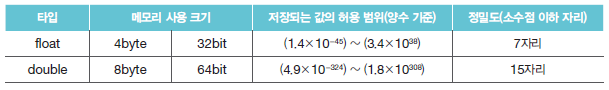 타입 메모리 사용 크기 저장되는 값의 허용 범위(양수 기준) 정밀도(소수점 이하 자리)
float 4byte 32bit (1.4×10⁻⁴⁵) ~ (3.4×10³⁸) 7자리
double 8byte 64bit (4.9×10⁻³²⁴) ~ (1.8×10³⁰⁸) 15자리